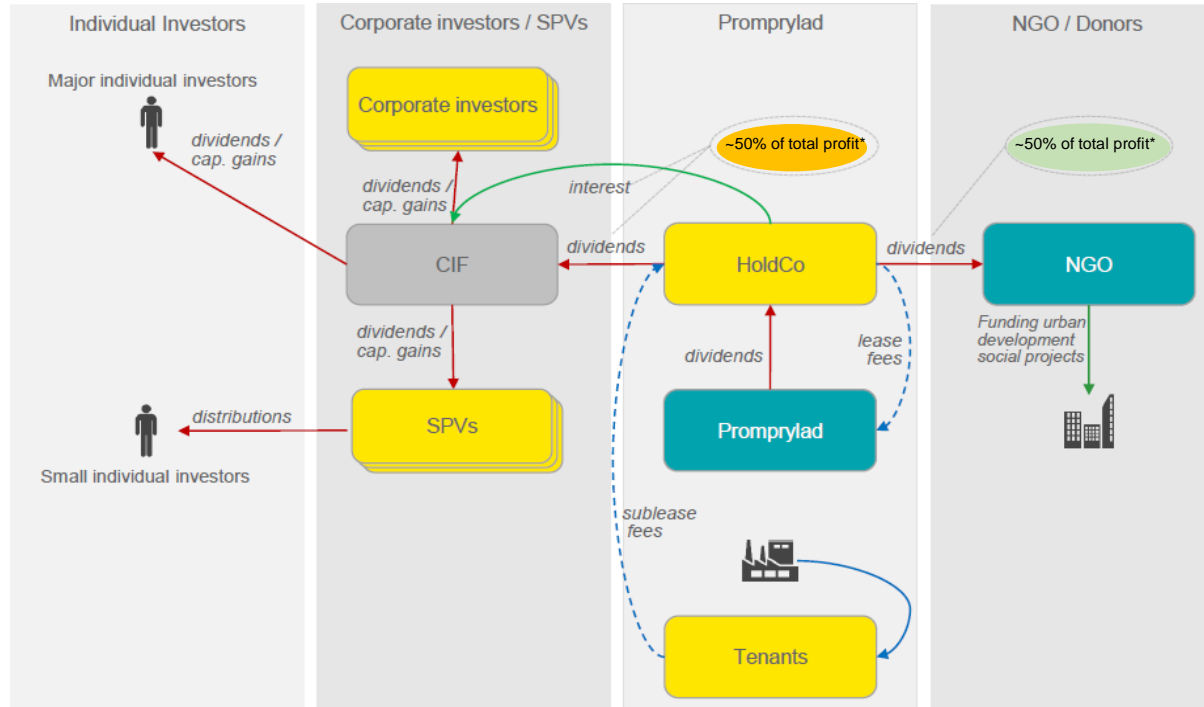 Individual Investors
Corporate investors / SPVs
Promprylad
NGO / Donors
Major individual investors
dividends /
cap. gains
Corporate investors
~50% of total profit*
~50% of total profit*
dividends /
cap. gains
interest
CIF
dividends
HoldCo
dividends
NGO
dividends /
cap. gains
dividends
lease
fees
Funding urban
development
social projects
distributions
SPVs
Promprylad
Small individual investors
sublease
fees
Tenants